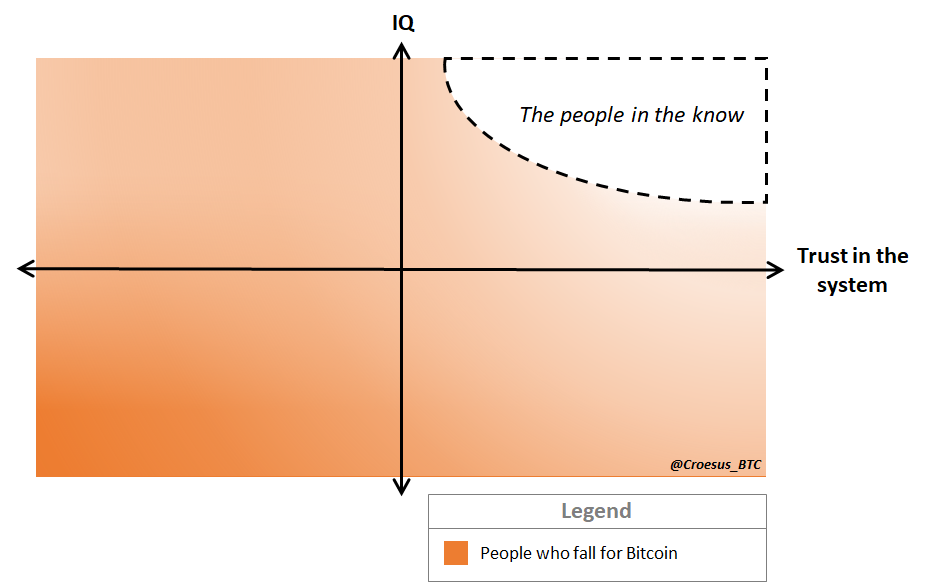 IQ
The people in the know
Trust in the
system
@Croesus_BTC
Legend
People who fall for Bitcoin